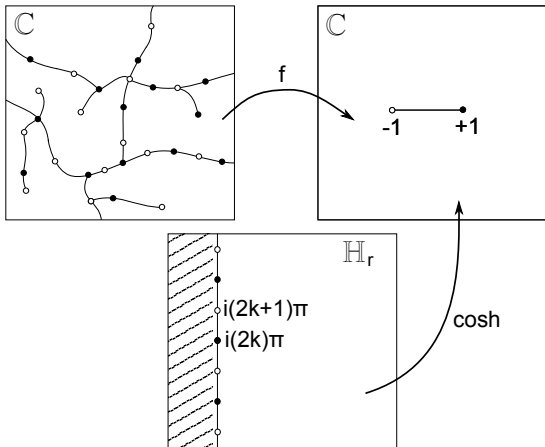 ℂ
ℂ
f
-1 +1
ℍr
i(2k+1)π
i(2k)π
cosh